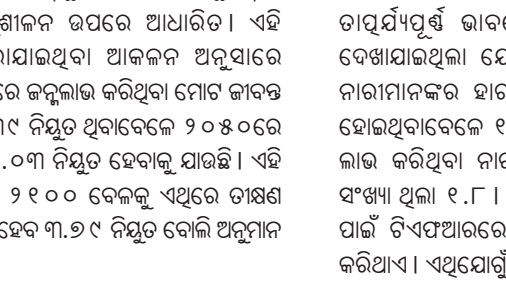 ଶୀଳନ ଉପରେ ଆଧାରିତ। ଏହି
ଯାଇଥିବା ଆକଳନ ଅନୁସାରେ
ରେ ଜନ୍ମଲାଭ କରିଥିବା ମୋଟ ଜୀବନ୍ତ
୩୯ ନିୟୁତ ଥିବାବେଳେ ୨୦୫୦ରେ
.୦୩ ନିୟୁତ ହେବାକୁ ଯାଉଛି। ଏହି
୨୧୦୦ ବେଳକୁ ଏଥିରେ ତୀକ୍ଷଣ
ହେବ ୩.୭୯ ନିୟୁତ ବୋଲି ଅନୁମାନ
ତାତ୍ପର୍ଯ୍ୟପୂର୍ଣ୍ଣ ଭାବେ
ଦେଖାଯାଇଥିଲା ଯେ
ନାରୀମାନଙ୍କର ହାର
ହୋଇଥିବାବେଳେ ୧
ଲାଭ କରିଥିବା ନାର
ସଂଖ୍ୟା ଥିଲା ୧.୮।
ପାଇଁ ଟିଏଫଆରରେ
କରିଥାଏ। ଏଥିଯୋଗୁଁ